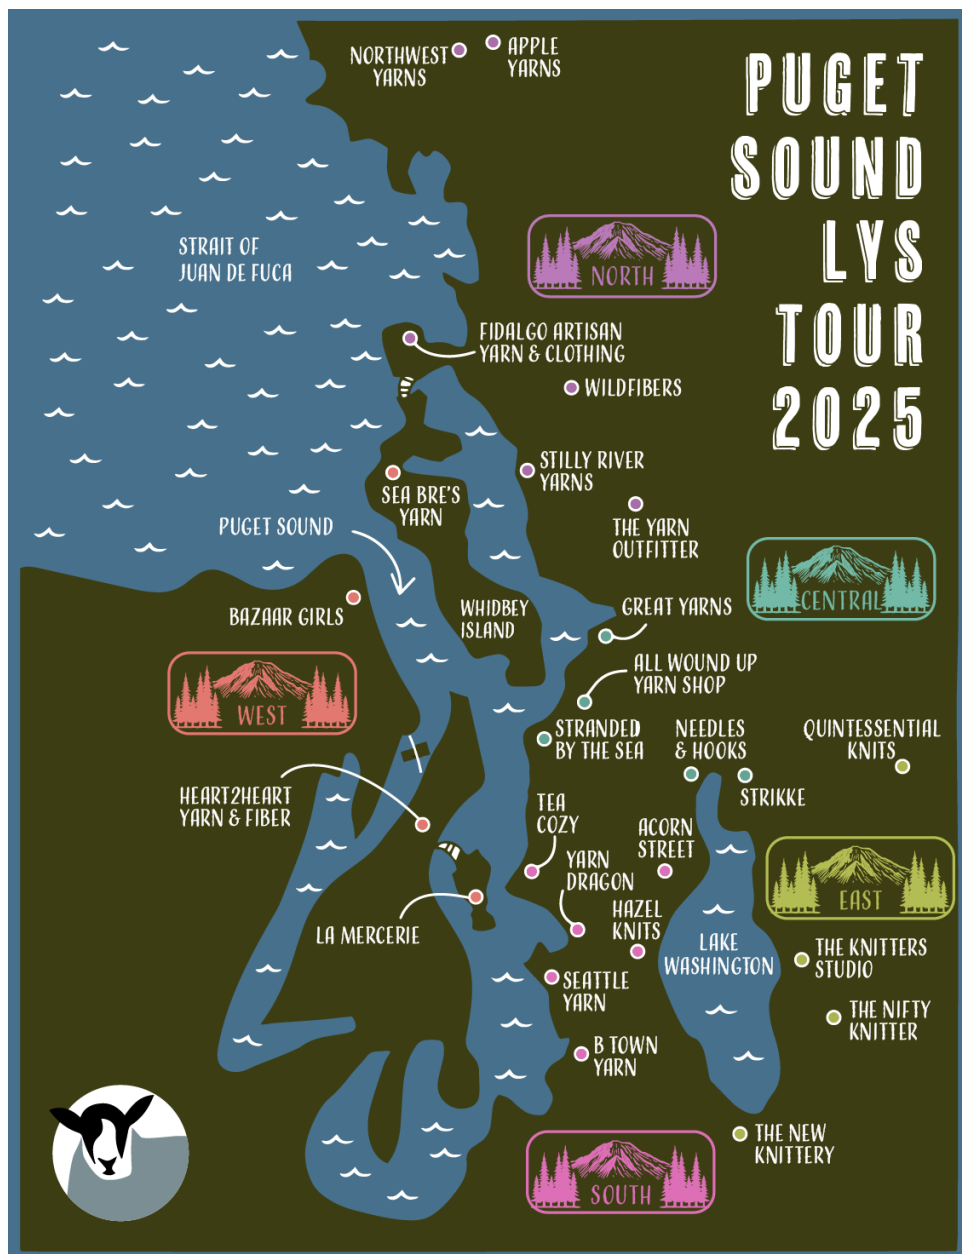 NORTHWEST
YARNS
APPLE
YARNS
PUGET
SOUND
LYS
TOUR
2025
STRAIT OF
JUAN DE FUCA
NORTH
FIDALGO ARTISAN
YARN & CLOTHING
WILDFIBERS
STILLY RIVER
YARNS
SEA BRE'S
YARN
PUGET SOUND
THE YARN
OUTFITTER
CENTRAL
BAZAAR GIRLS
WHIDBEY
ISLAND
GREAT YARNS
ALL WOUND UP
YARN SHOP
WEST
STRANDED
BY THE SEA
NEEDLES
& HOOKS
QUINTESSENTIAL
KNITS
STRIKKE
HEART2HEART
YARN & FIBER
TEA
COZY
ACORN
STREET
YARN
DRAGON
EAST
HAZEL
KNITS
LA MERCERIE
LAKE
WASHINGTON
THE KNITTERS
STUDIO
SEATTLE
YARN
THE NIFTY
KNITTER
B TOWN
YARN
THE NEW
KNITTERY
SOUTH